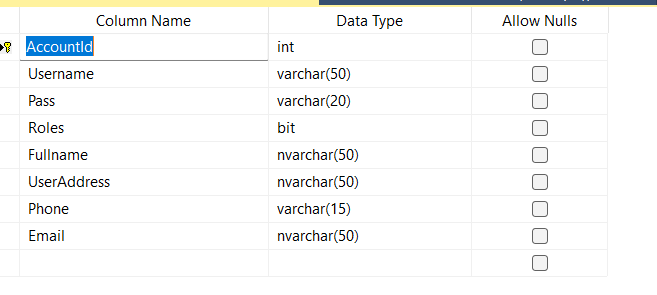 Column Name Data Type Allow Nulls
AccountId int
Username varchar(50)
Pass varchar(20)
Roles bit
Fullname nvarchar(50)
UserAddress nvarchar(50)
Phone varchar(15)
Email nvarchar(50)